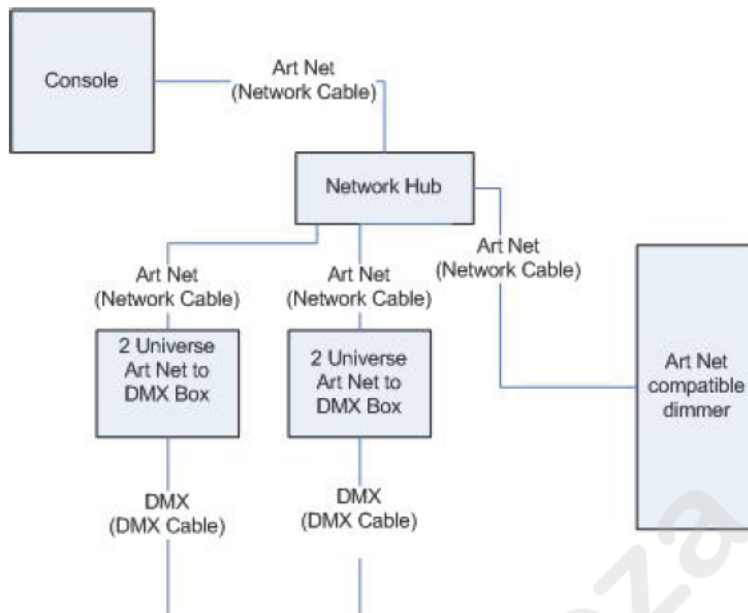 Console
Art Net
(Network Cable)
Network Hub
Art Net
(Network Cable)
Art Net
(Network Cable)
Art Net
(Network Cable)
2 Universe
Art Net to
DMX Box
2 Universe
Art Net to
DMX Box
Art Net
compatible
dimmer
DMX
(DMX Cable)
DMX
(DMX Cable)
oza